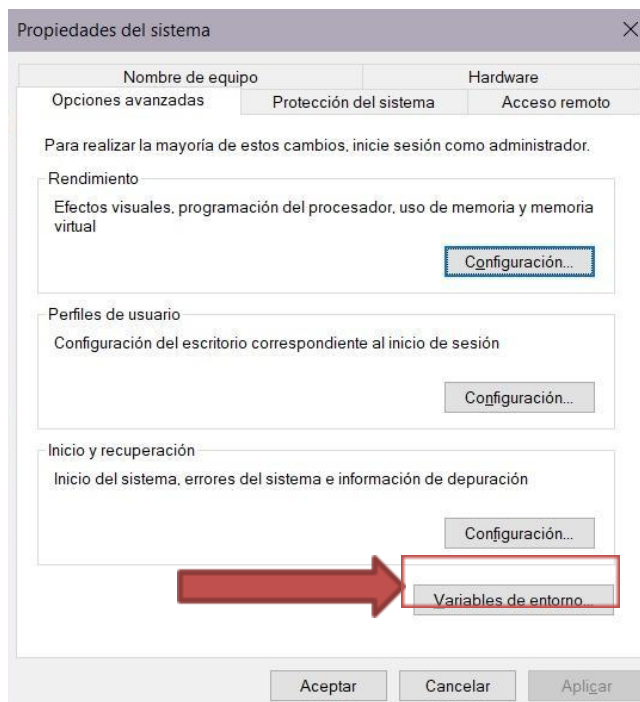 Propiedades del sistema
Nombre de equipo
Hardware
Opciones avanzadas
Protección del sistema
Acceso remoto
Para realizar la mayoría de estos cambios, inicie sesión como administrador.
Rendimiento
Efectos visuales, programación del procesador, uso de memoria y memoria
virtual
Configuración...
Perfiles de usuario
Configuración del escritorio correspondiente al inicio de sesión
Configuración...
Inicio y recuperación
Inicio del sistema, errores del sistema e información de depuración
Configuración...
Variables de entorno...
Aceptar
Cancelar
Aplicar